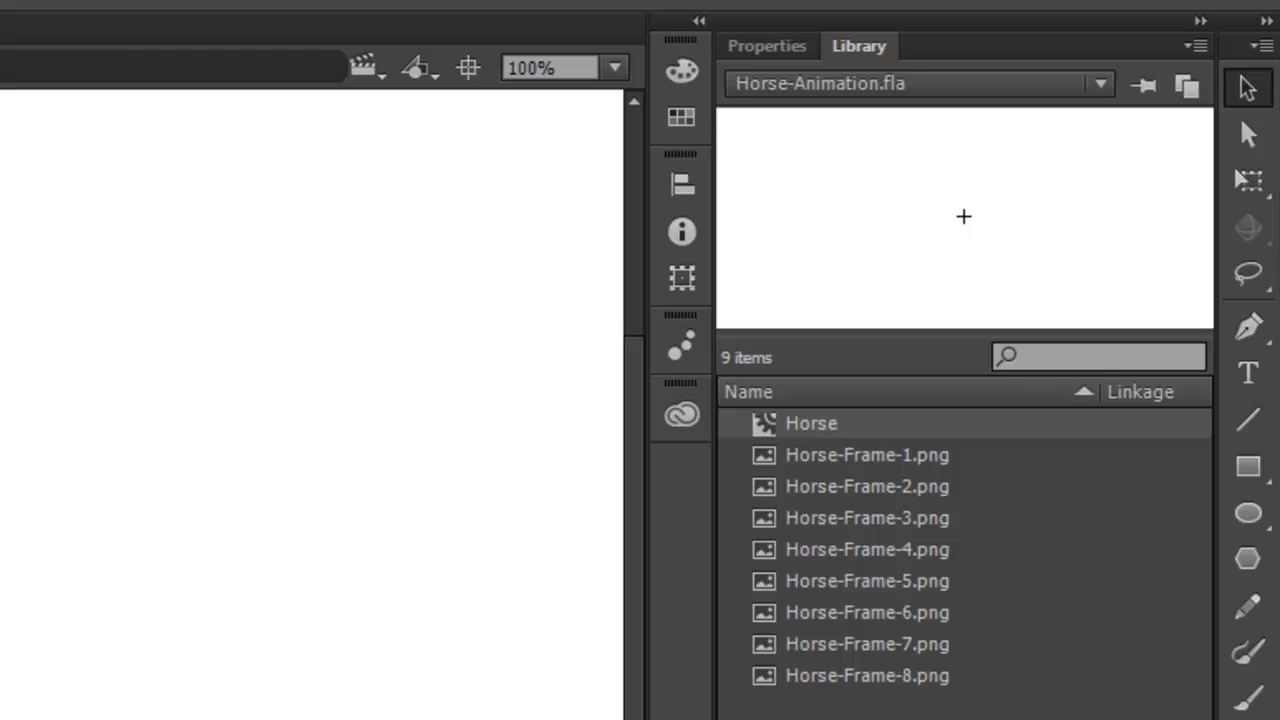 100%
Properties
Library
Horse-Animation.fla
9 items
Name
Linkage
Horse
Horse-Frame-1.png
Horse-Frame-2.png
Horse-Frame-3.png
Horse-Frame-4.png
Horse-Frame-5.png
Horse-Frame-6.png
Horse-Frame-7.png
Horse-Frame-8.png
T